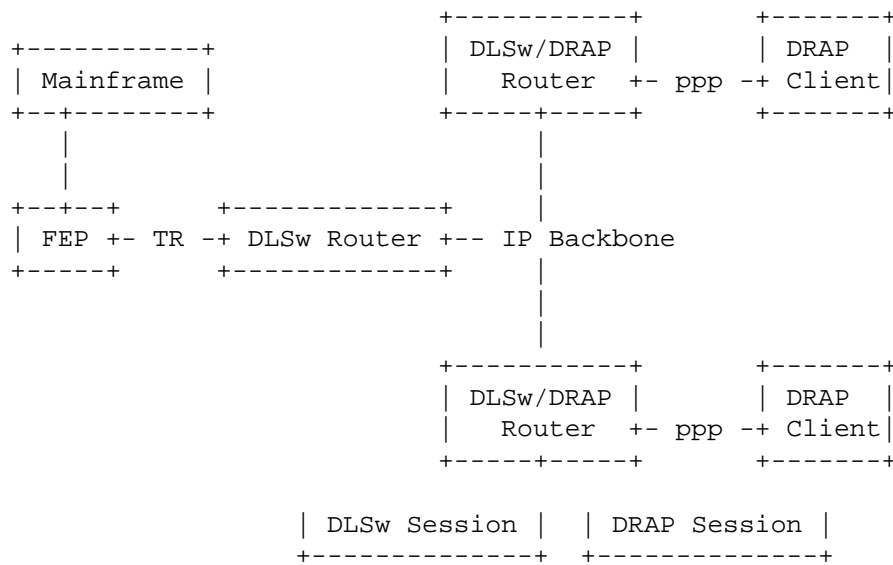 DLSw/DRAP DRAP
Mainframe Router ppp Client
FEP TR DLSw Router IP Backbone
DLSw/DRAP DRAP
Router ppp Client
DLSw Session DRAP Session